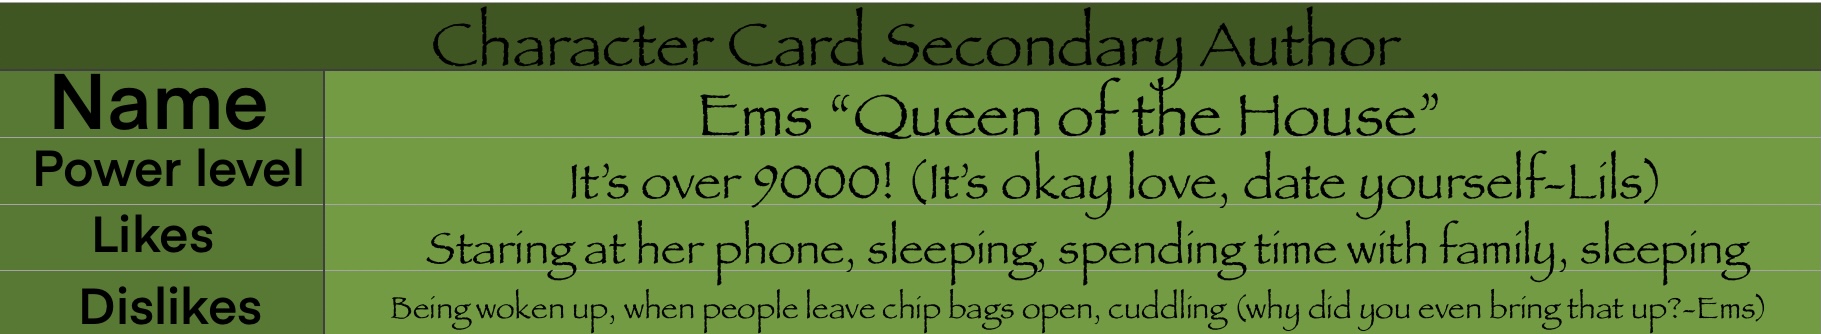 Character Card Secondary Author
Name Ems “Queen of the House”
Power level It’s over 9000! (It’s okay love, date yourself-Lils)
Likes Staring at her phone, sleeping, spending time with family, sleeping
Dislikes Being woken up, when people leave chip bags open, cuddling (why did you even bring that up?-Ems)